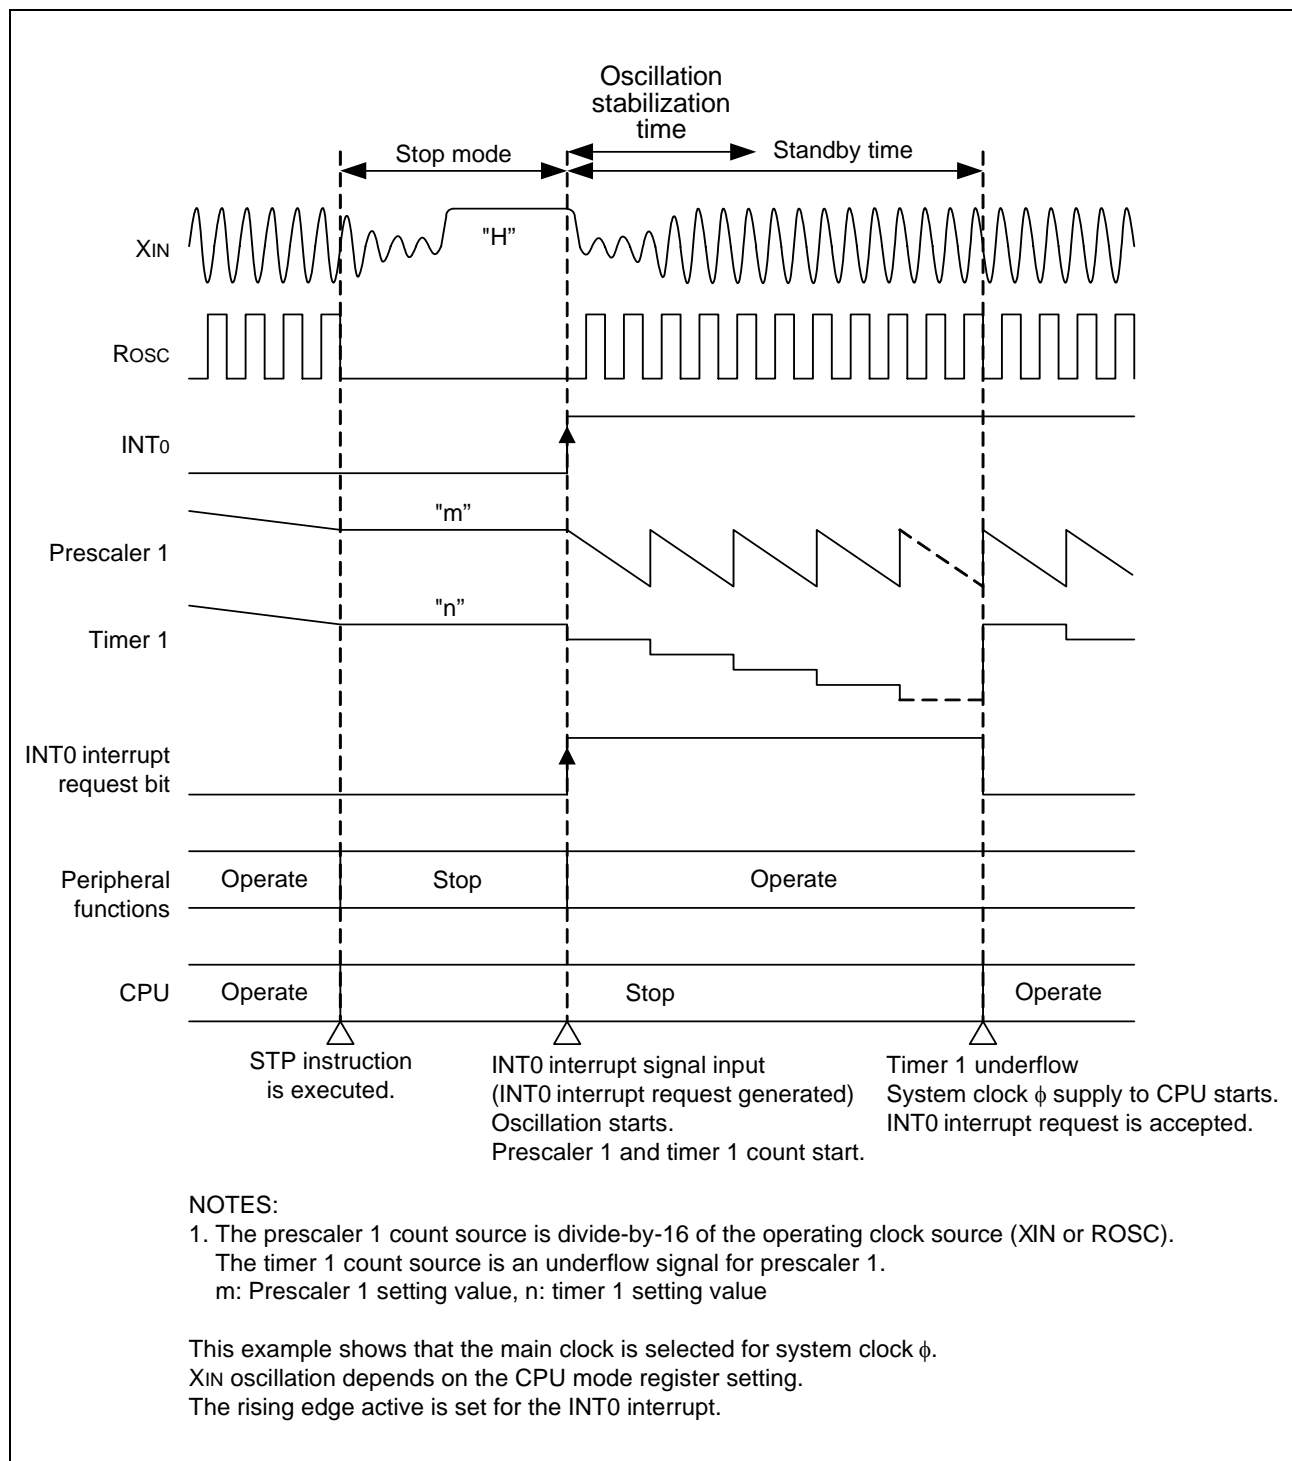 Oscillation
stabilization
time
Stop mode
Standby time
XIN
"H”
ROSC
INT0
"m”
Prescaler 1
"n”
Timer 1
INT0 interrupt
request bit
Peripheral
functions
Operate
Stop
Operate
CPU
Operate
Stop
Operate
STP instruction
is executed.
INT0 interrupt signal input
(INT0 interrupt request generated)
Oscillation starts.
Prescaler 1 and timer 1 count start.
Timer 1 underflow
System clock ϕ supply to CPU starts.
INT0 interrupt request is accepted.
NOTES:
1. The prescaler 1 count source is divide-by-16 of the operating clock source (XIN or ROSC).
The timer 1 count source is an underflow signal for prescaler 1.
m: Prescaler 1 setting value, n: timer 1 setting value
This example shows that the main clock is selected for system clock ϕ.
XIN oscillation depends on the CPU mode register setting.
The rising edge active is set for the INT0 interrupt.